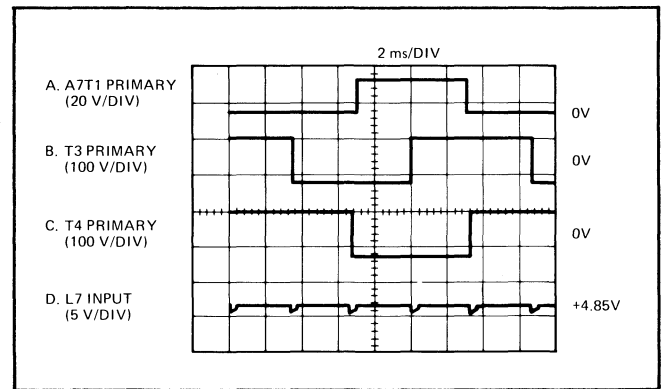 2 ms/DIV
A. A7T1 PRIMARY
(20 V/DIV)
0V
B. T3 PRIMARY
(100 V/DIV)
0V
C. T4 PRIMARY
(100 V/DIV)
0V
D. L7 INPUT
(5 V/DIV)
+4.85V